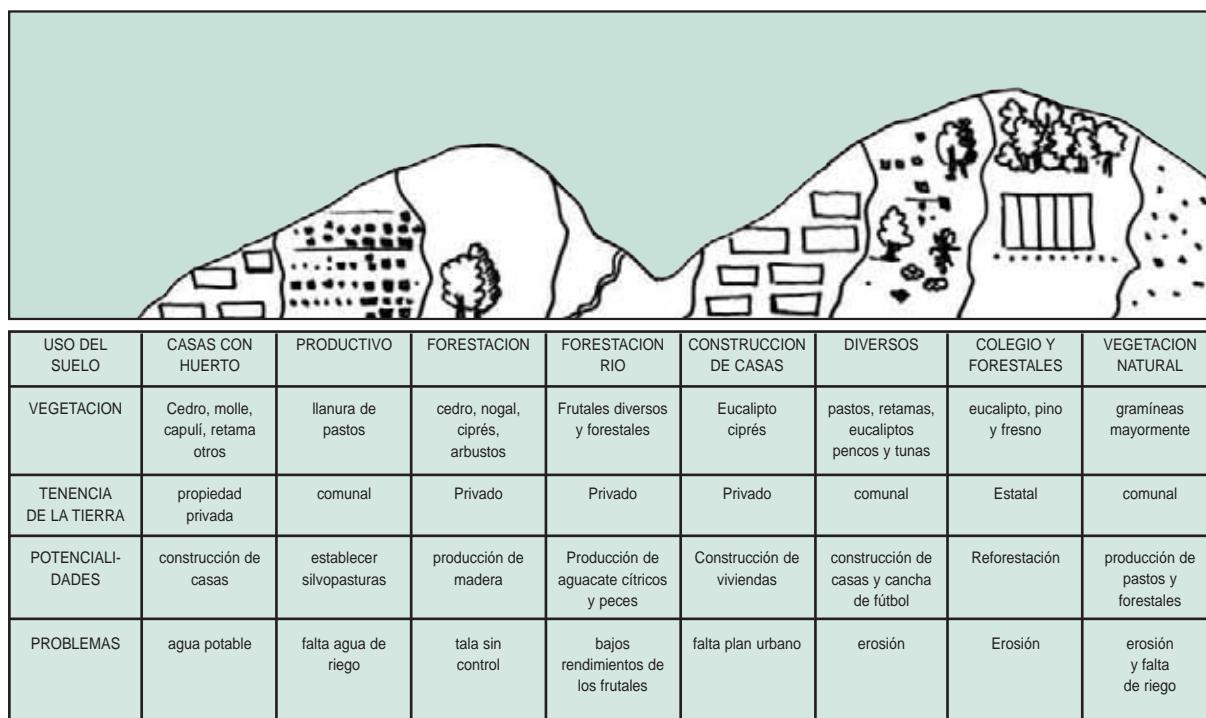 USO DEL
SUELO
CASAS CON
HUERTO
PRODUCTIVO
FORESTACION
FORESTACION
RIO
CONSTRUCCION
DE CASAS
DIVERSOS
COLEGIO Y
FORESTALES
VEGETACION
NATURAL
VEGETACION
Cedro, molle,
capulí, retama
otros
llanura de
pastos
cedro, nogal,
ciprés,
arbustos
Frutales diversos
y forestales
Eucalipto
ciprés
pastos, retamas,
eucaliptos
pencos y tunas
eucalipto, pino
y fresno
gramíneas
mayormente
TENENCIA
DE LA TIERRA
propiedad
privada
comunal
Privado
Privado
Privado
comunal
Estatal
comunal
POTENCIALI-
DADES
construcción de
casas
establecer
silvopasturas
producción de
madera
Producción de
aguacate cítricos
y peces
Construcción de
viviendas
construcción de
casas y cancha
de fútbol
Reforestación
producción de
pastos y
forestales
PROBLEMAS
agua potable
falta agua de
riego
tala sin
control
bajos
rendimientos de
los frutales
falta plan urbano
erosión
Erosión
erosión
y falta
de riego